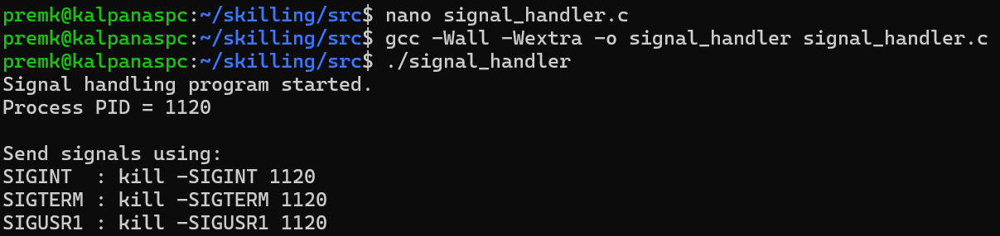 premk@kalpanaspc:~/skilling/src$ nano signal_handler.c
premk@kalpanaspc:~/skilling/src$ gcc -Wall -Wextra -o signal_handler signal_handler.c
premk@kalpanaspc:~/skilling/src$ ./signal_handler
Signal handling program started.
Process PID = 1120

Send signals using:
SIGINT  : kill -SIGINT 1120
SIGTERM : kill -SIGTERM 1120
SIGUSR1 : kill -SIGUSR1 1120